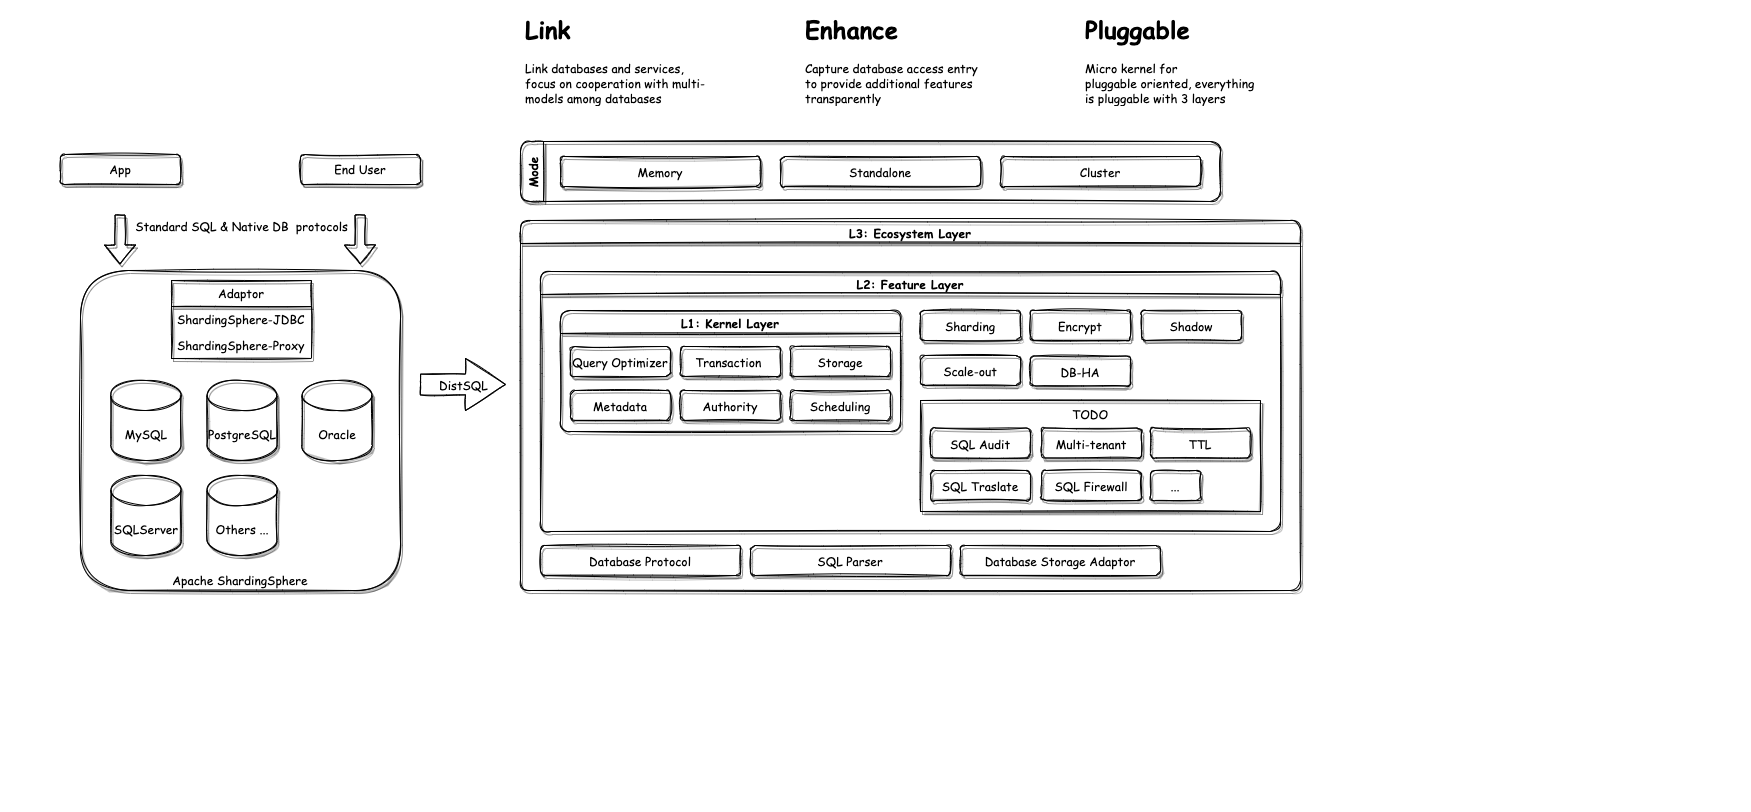 Link
Link databases and services,
focus on cooperation with multi-
models among databases
Enhance
Capture database access entry
to provide additional features
transparently
Pluggable
Micro kernel for
pluggable oriented, everything
is pluggable with 3 layers
App
End User
Standard SQL & Native DB protocols
Adaptor
ShardingSphere-JDBC
ShardingSphere-Proxy
MySQL
PostgreSQL
Oracle
SQLServer
Others ...
Apache ShardingSphere
DistSQL
Mode
Memory
Standalone
Cluster
L3: Ecosystem Layer
L2: Feature Layer
L1: Kernel Layer
Query Optimizer
Transaction
Storage
Metadata
Authority
Scheduling
Sharding
Encrypt
Shadow
Scale-out
DB-HA
TODO
SQL Audit
Multi-tenant
TTL
SQL Traslate
SQL Firewall
...
Database Protocol
SQL Parser
Database Storage Adaptor